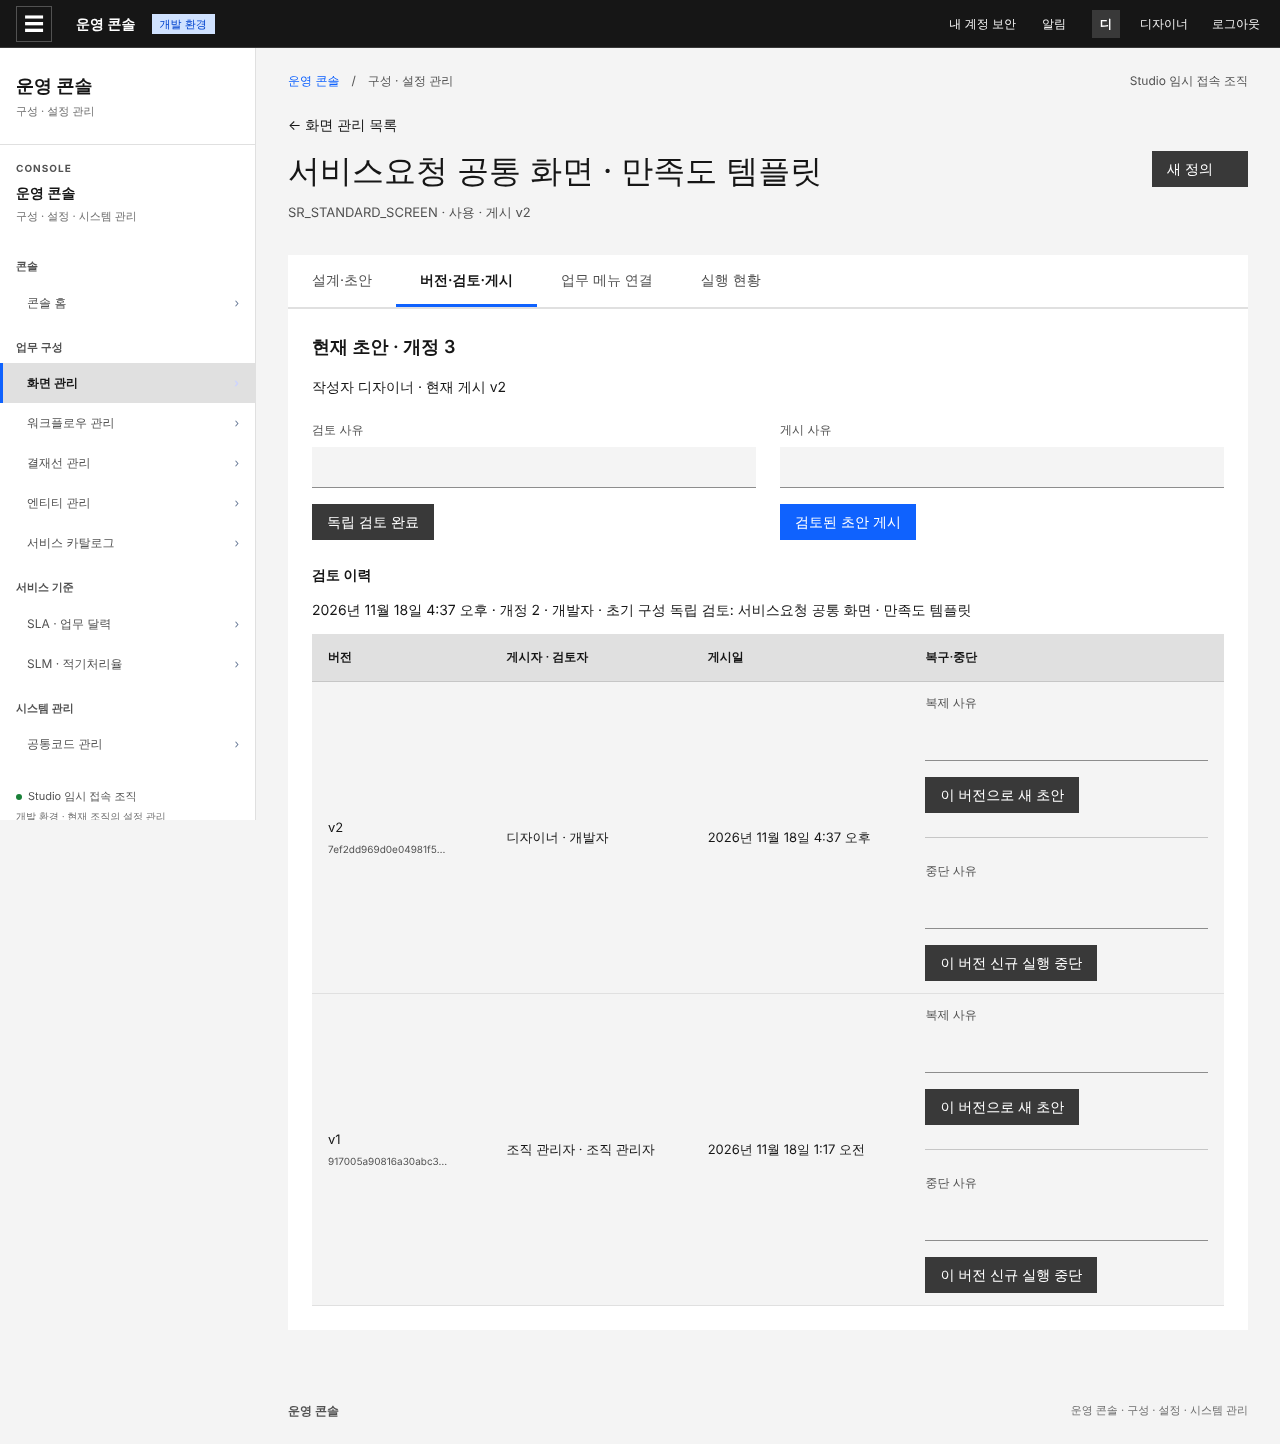 운영 콘솔 개발 환경 내 계정 보안 알림 디 디자이너 로그아웃
운영 콘솔
구성 · 설정 관리
CONSOLE
운영 콘솔
구성 · 설정 · 시스템 관리
콘솔
콘솔 홈 ›
업무 구성
화면 관리
워크플로우 관리 ›
결재선 관리 ›
엔티티 관리 ›
서비스 카탈로그 ›
서비스 기준
SLA · 업무 달력 ›
SLM · 적기처리율 ›
시스템 관리
공통코드 관리 ›
Studio 임시 접속 조직
개발 환경 · 현재 조직의 설정 관리
운영 콘솔 / 구성 · 설정 관리 Studio 임시 접속 조직
← 화면 관리 목록
서비스요청 공통 화면 · 만족도 템플릿 새 정의
SR_STANDARD_SCREEN · 사용 · 게시 v2
설계·초안 버전·검토·게시 업무 메뉴 연결 실행 현황
현재 초안 · 개정 3
작성자 디자이너 · 현재 게시 v2
검토 사유 게시 사유
독립 검토 완료 검토된 초안 게시
검토 이력
2026년 11월 18일 4:37 오후 · 개정 2 · 개발자 · 초기 구성 독립 검토: 서비스요청 공통 화면 · 만족도 템플릿
버전 게시자 · 검토자 게시일 복구·중단
복제 사유
이 버전으로 새 초안
v2
7ef2dd969d0e04981f5... 디자이너 · 개발자 2026년 11월 18일 4:37 오후
중단 사유
이 버전 신규 실행 중단
복제 사유
이 버전으로 새 초안
v1
917005a90816a30abc3... 조직 관리자 · 조직 관리자 2026년 11월 18일 1:17 오전
중단 사유
이 버전 신규 실행 중단
운영 콘솔 운영 콘솔 · 구성 · 설정 · 시스템 관리